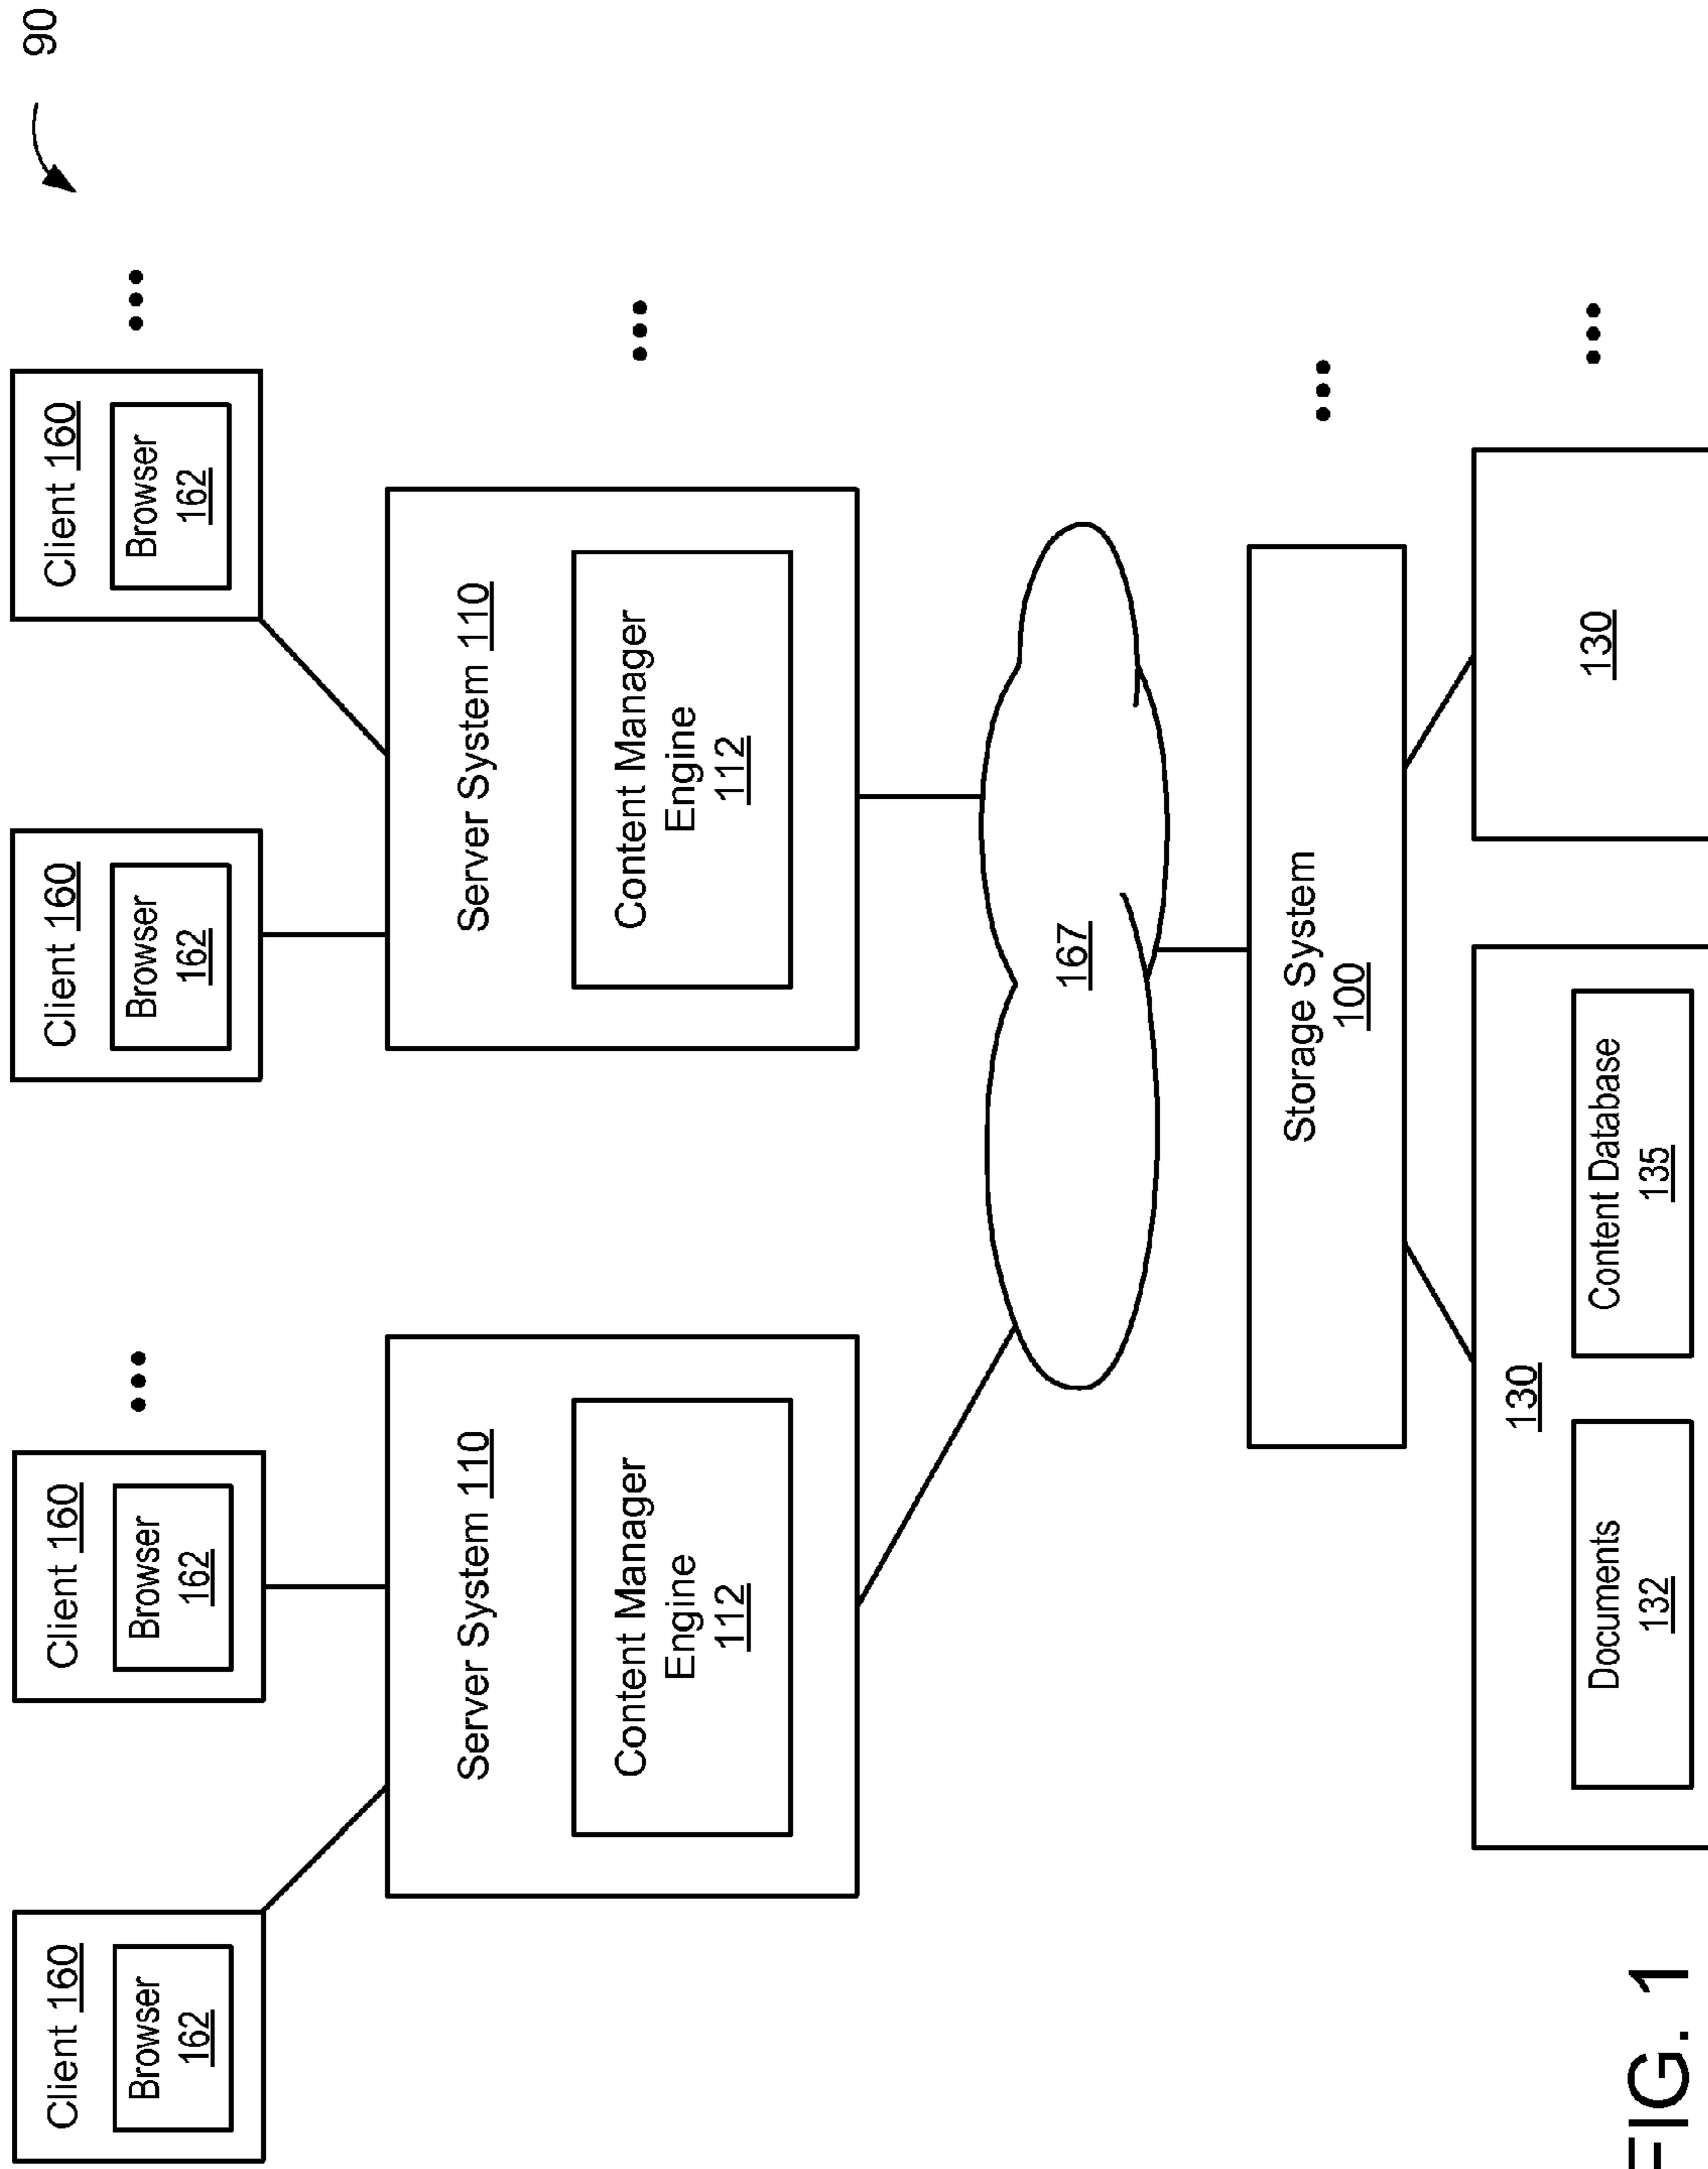 90
Client 160
Browser
162
Client 160
Browser
162
...
Client 160
Browser
162
Client 160
Browser
162
...
Server System 110
Content Manager
Engine
112
Server System 110
Content Manager
Engine
112
...
167
Storage System
100
...
130
Documents
132
Content Database
135
130
...
FIG. 1